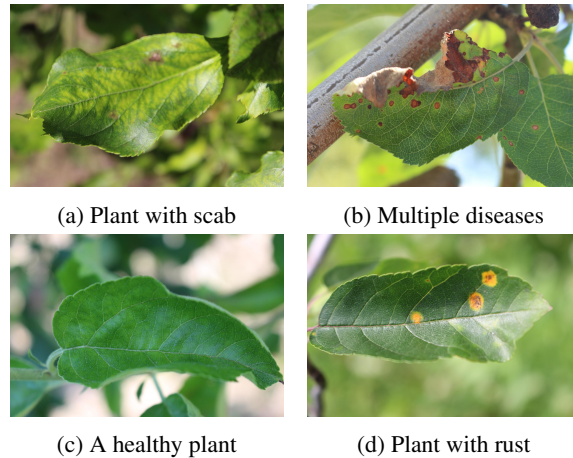 (a) Plant with scab
(b) Multiple diseases
(c) A healthy plant
(d) Plant with rust